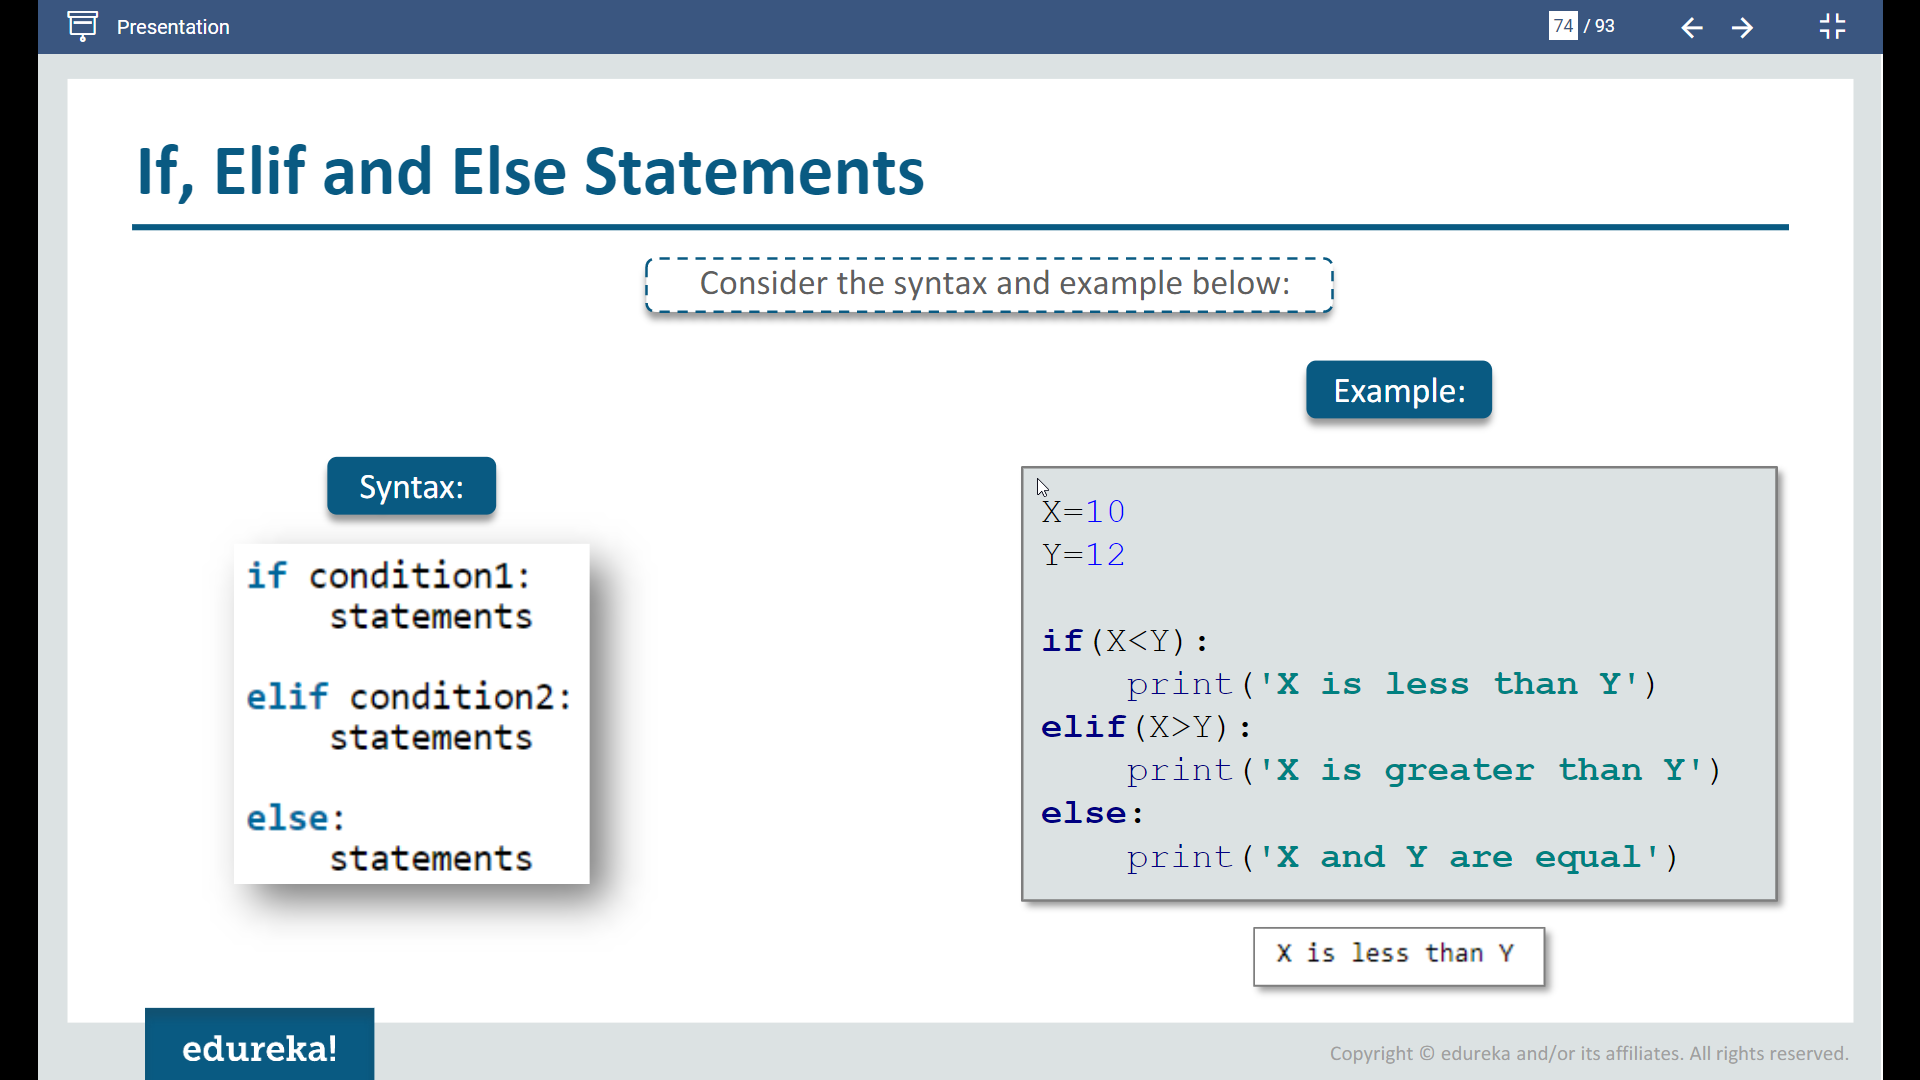 Presentation
74 / 93
If, Elif and Else Statements
Consider the syntax and example below:
Syntax:
if condition1:
    statements
elif condition2:
    statements
else:
    statements
Example:
X=10
Y=12
if(X<Y):
    print('X is less than Y')
elif(X>Y):
    print('X is greater than Y')
else:
    print('X and Y are equal')
X is less than Y
edureka!
Copyright © edureka and/or its affiliates. All rights reserved.